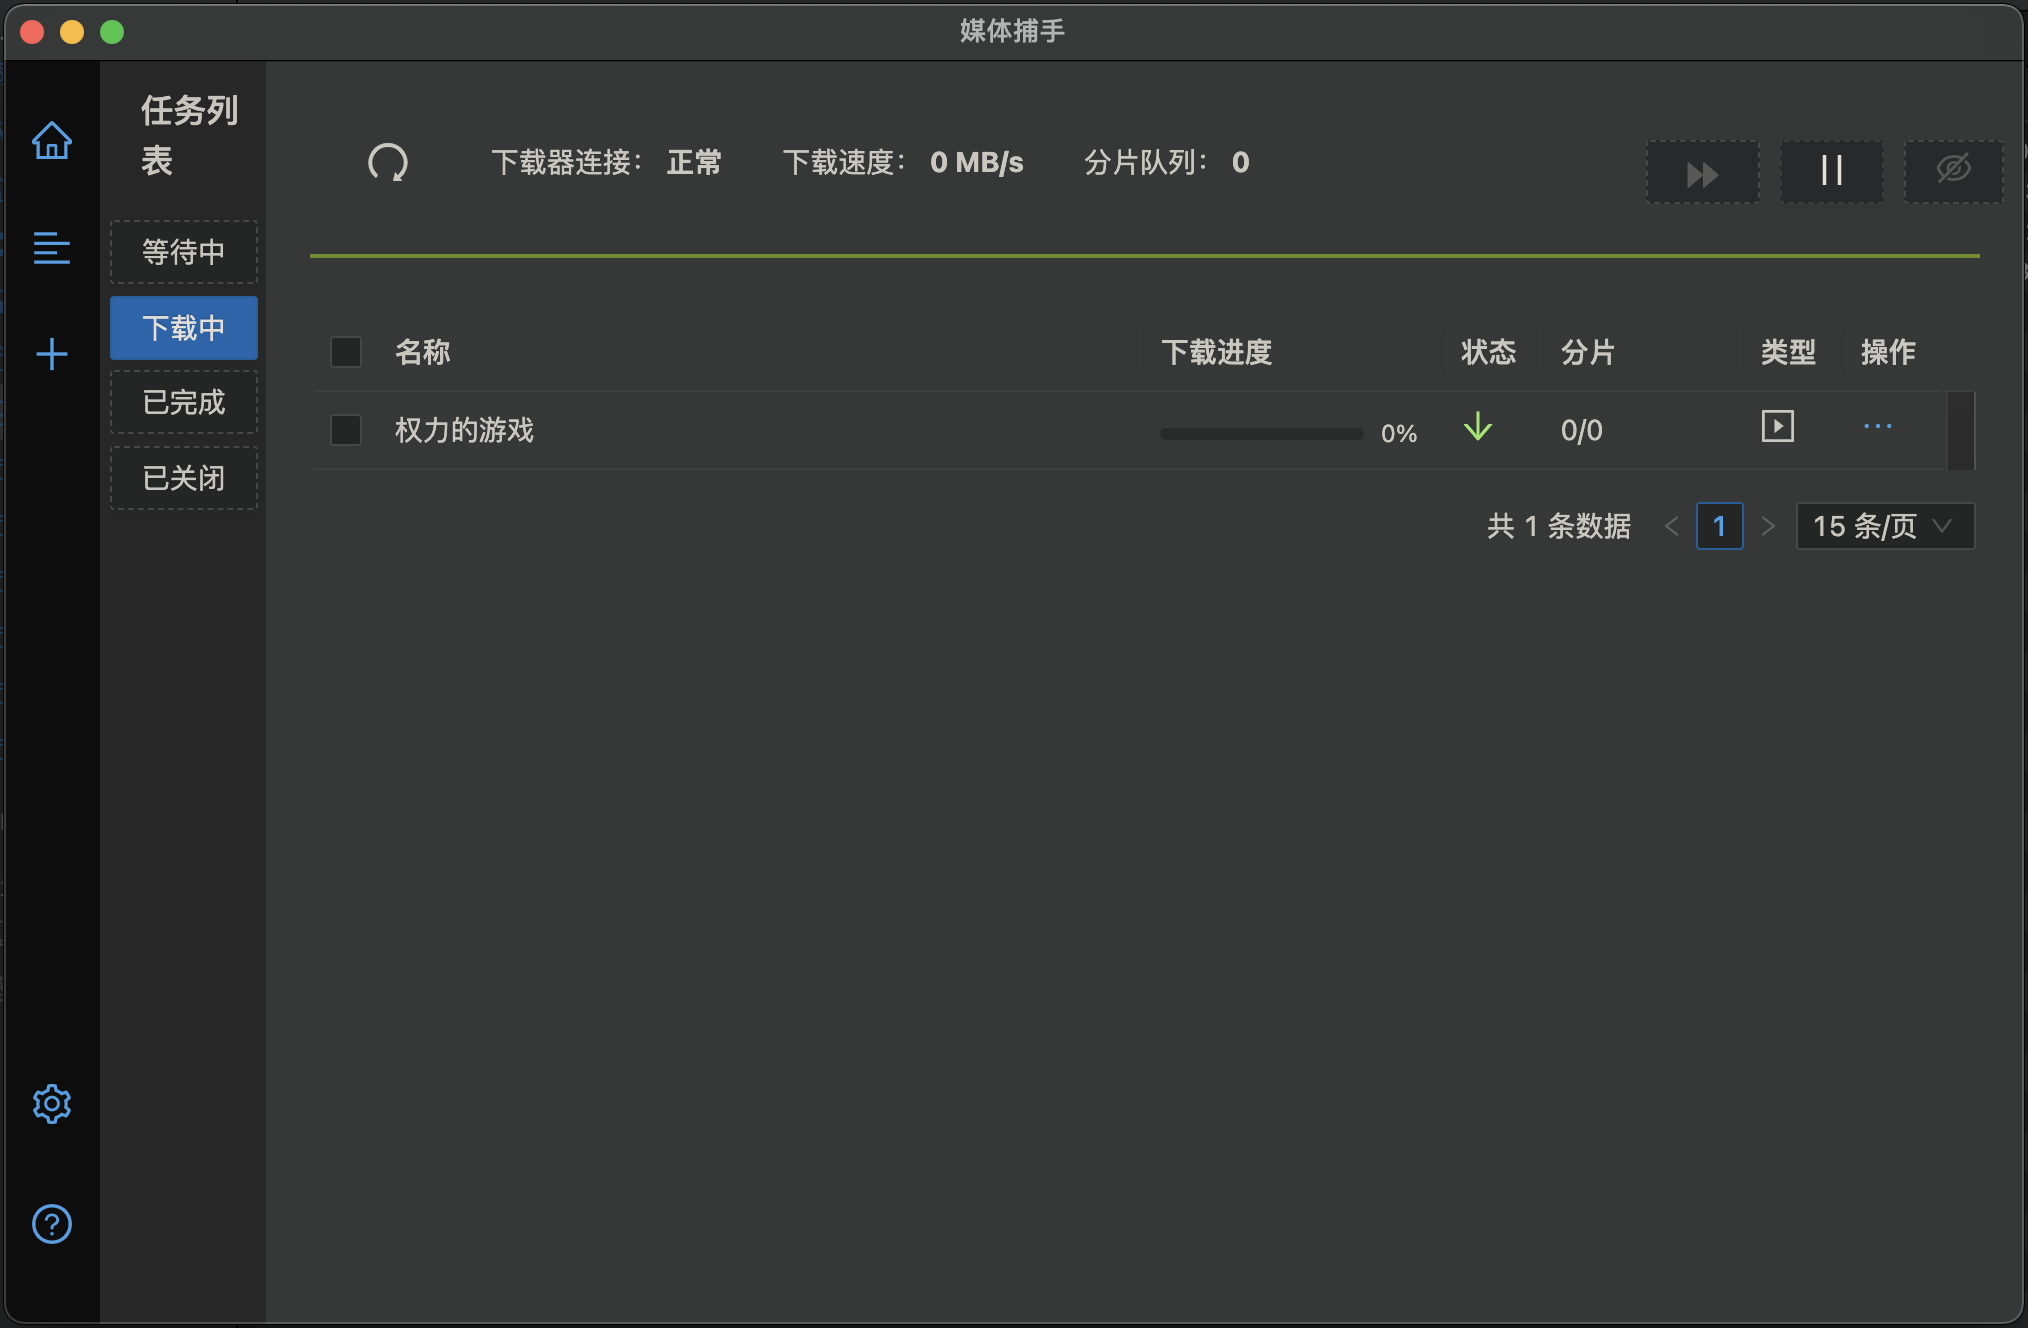 媒体捕手
任务列
表
等待中
下载中
已完成
已关闭
下载器连接： 正常 下载速度： 0 MB/s 分片队列： 0
名称 下载进度 状态 分片 类型 操作
权力的游戏 0% 0/0 ···
共 1 条数据 < 1 > 15 条/页